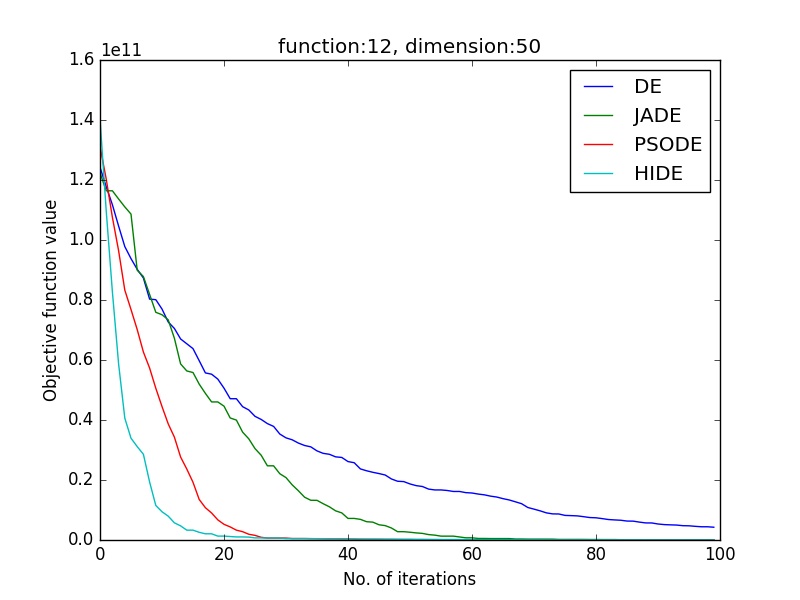 function:12, dimension:50
1e11
1.6
1.4
1.2
1.0
0.8
0.6
0.4
0.2
0.0
Objective function value
DE
JADE
PSODE
HIDE
0 20 40 60 80 100
No. of iterations